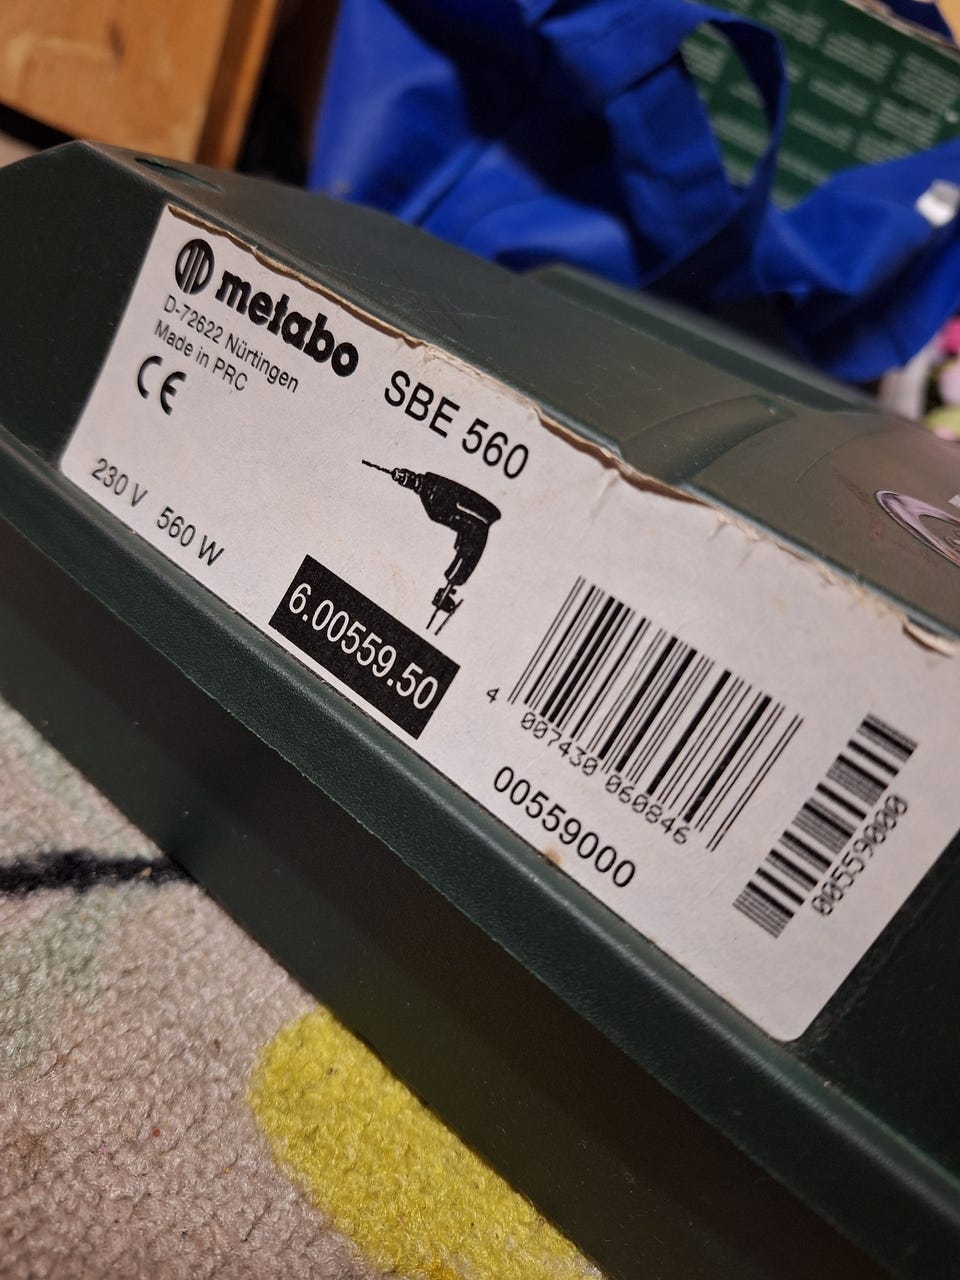 metabo
D-72622 Nürtingen
Made in PRC
CE
SBE 560
230 V 560 W
6.00559.50
4 007430 060846
00559000
00559000